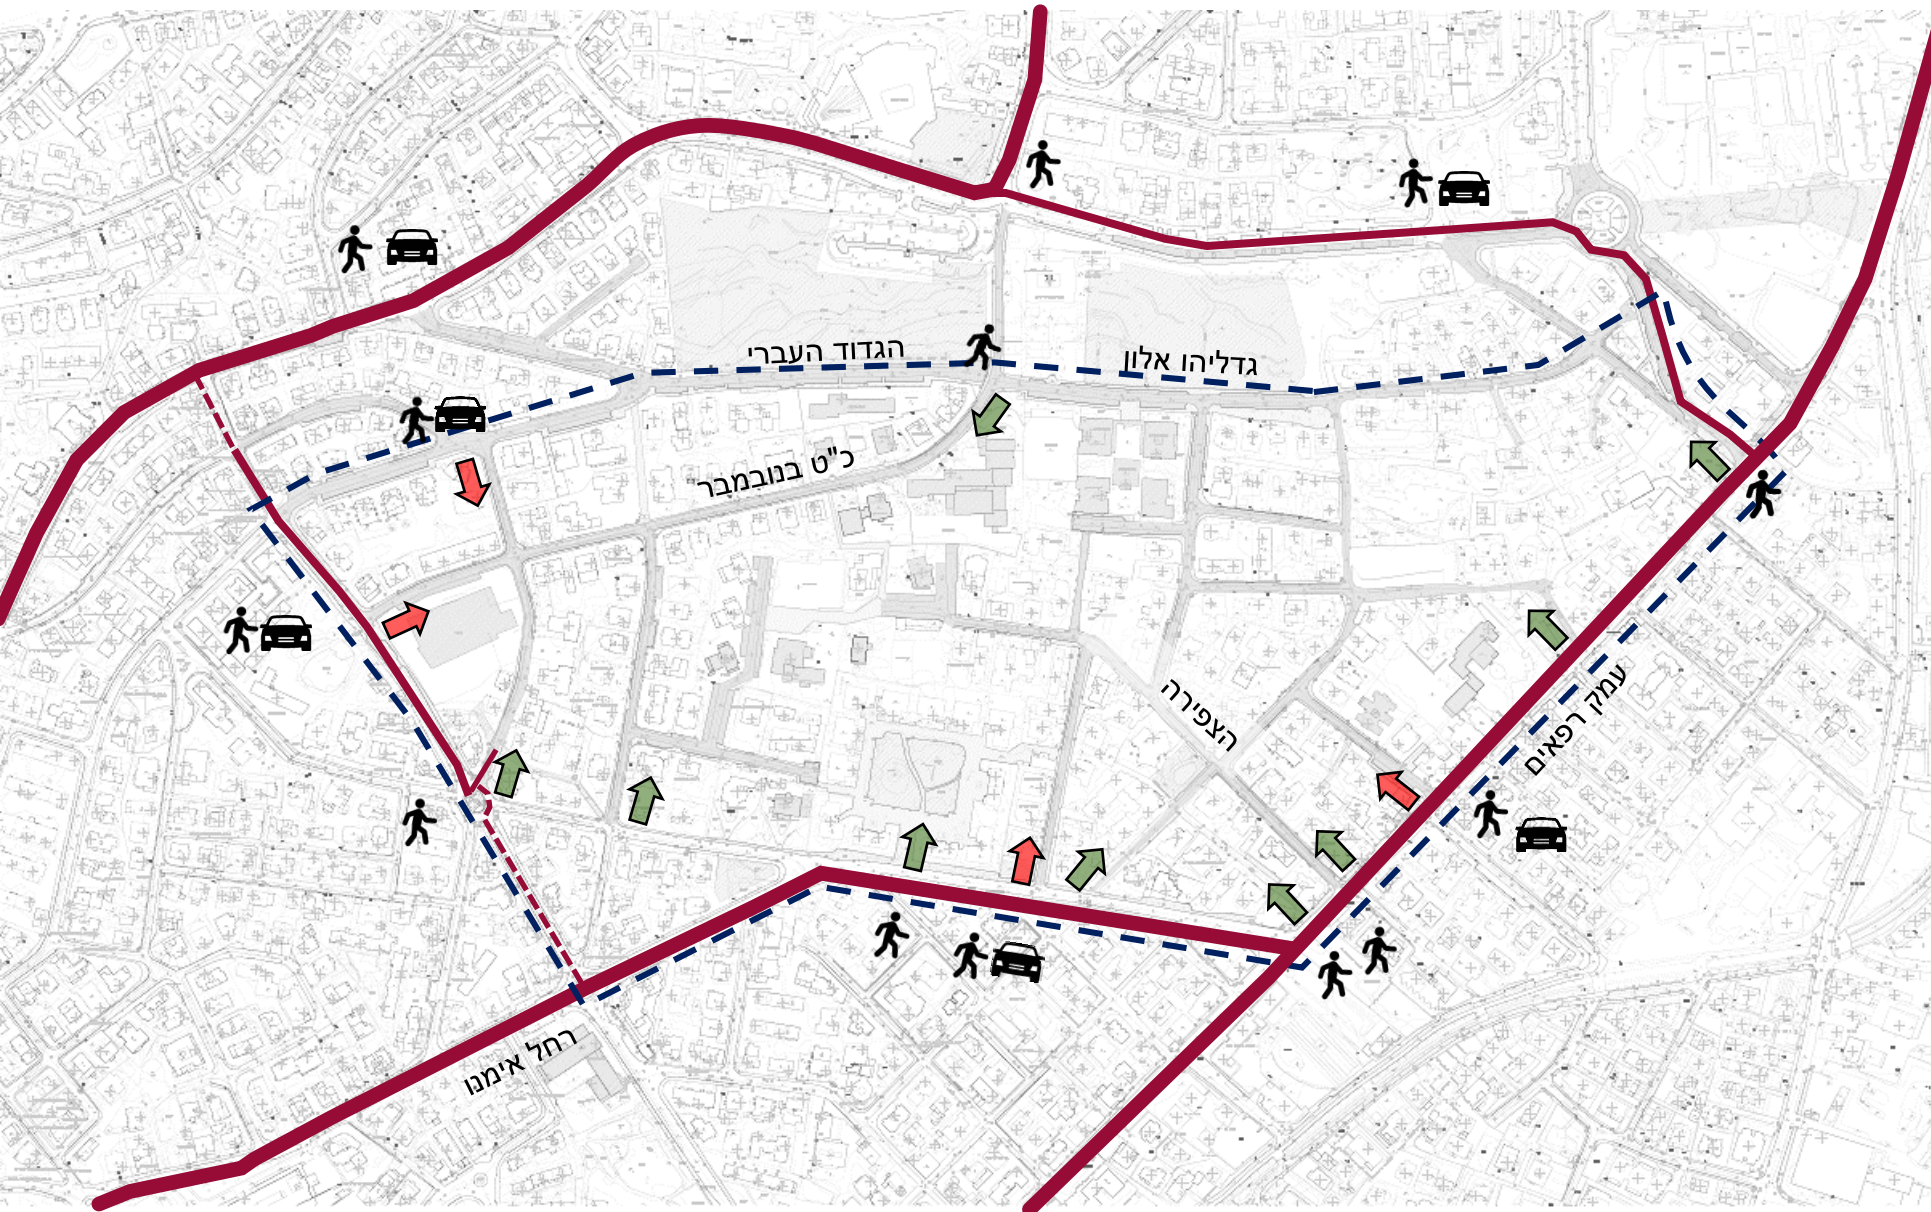 הגדוד העברי
גדליהו אלון
כ"ט בנובמבר
הצפירה
עמק רפאים
רחל אימנו